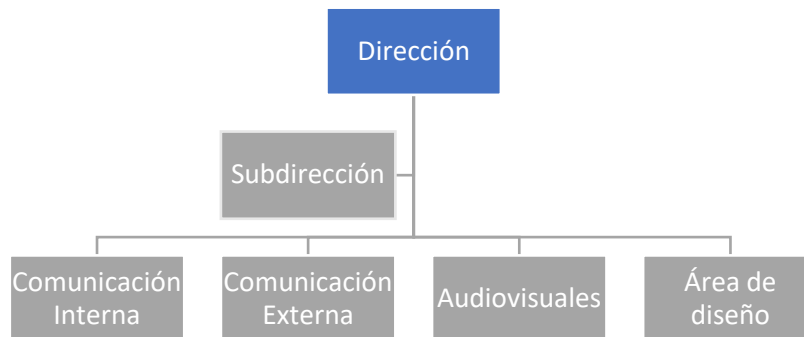 Dirección
Subdirección
Comunicación
Interna
Comunicación
Externa
Audiovisuales
Área de
diseño